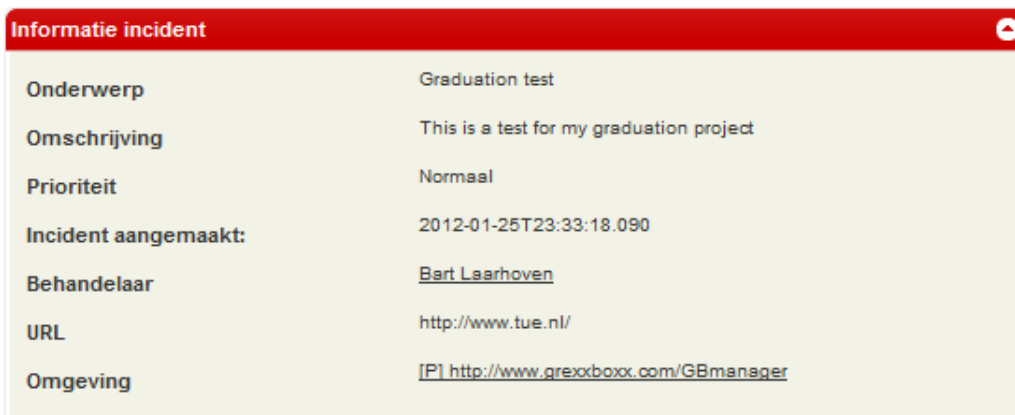 Informatie incident
Onderwerp Graduation test
Omschrijving This is a test for my graduation project
Prioriteit Normaal
Incident aangemaakt: 2012-01-25T23:33:18.090
Behandelaar Bart Laarhoven
URL http://www.tue.nl/
Omgeving [P] http://www.grexxboxx.com/GBmanager